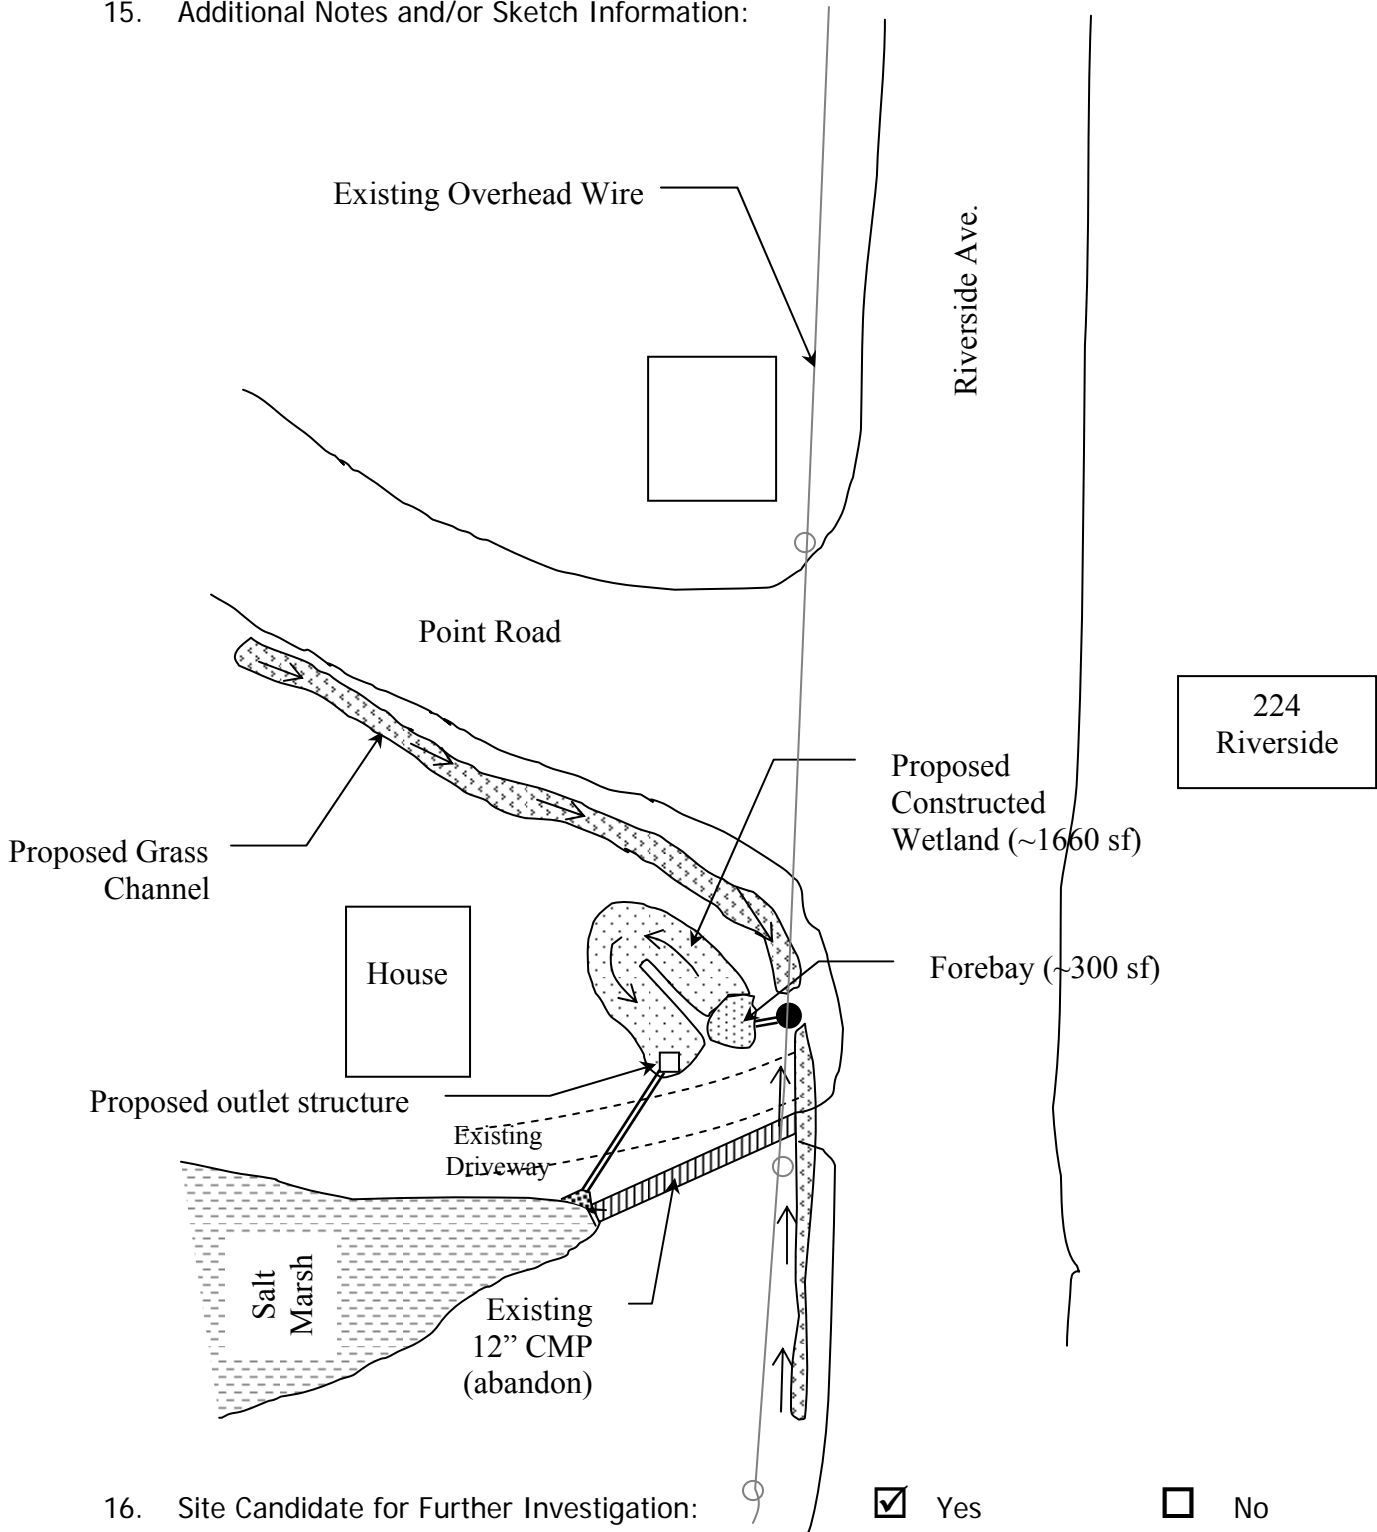 15. Additional Notes and/or Sketch Information:
Existing Overhead Wire
Riverside Ave.
Point Road
224
Riverside
Proposed
Constructed
Wetland (~1660 sf)
Proposed Grass
Channel
House
Forebay (~300 sf)
Proposed outlet structure
Existing
Driveway
Salt
Marsh
Existing
12” CMP
(abandon)
16. Site Candidate for Further Investigation: ☑ Yes ☐ No